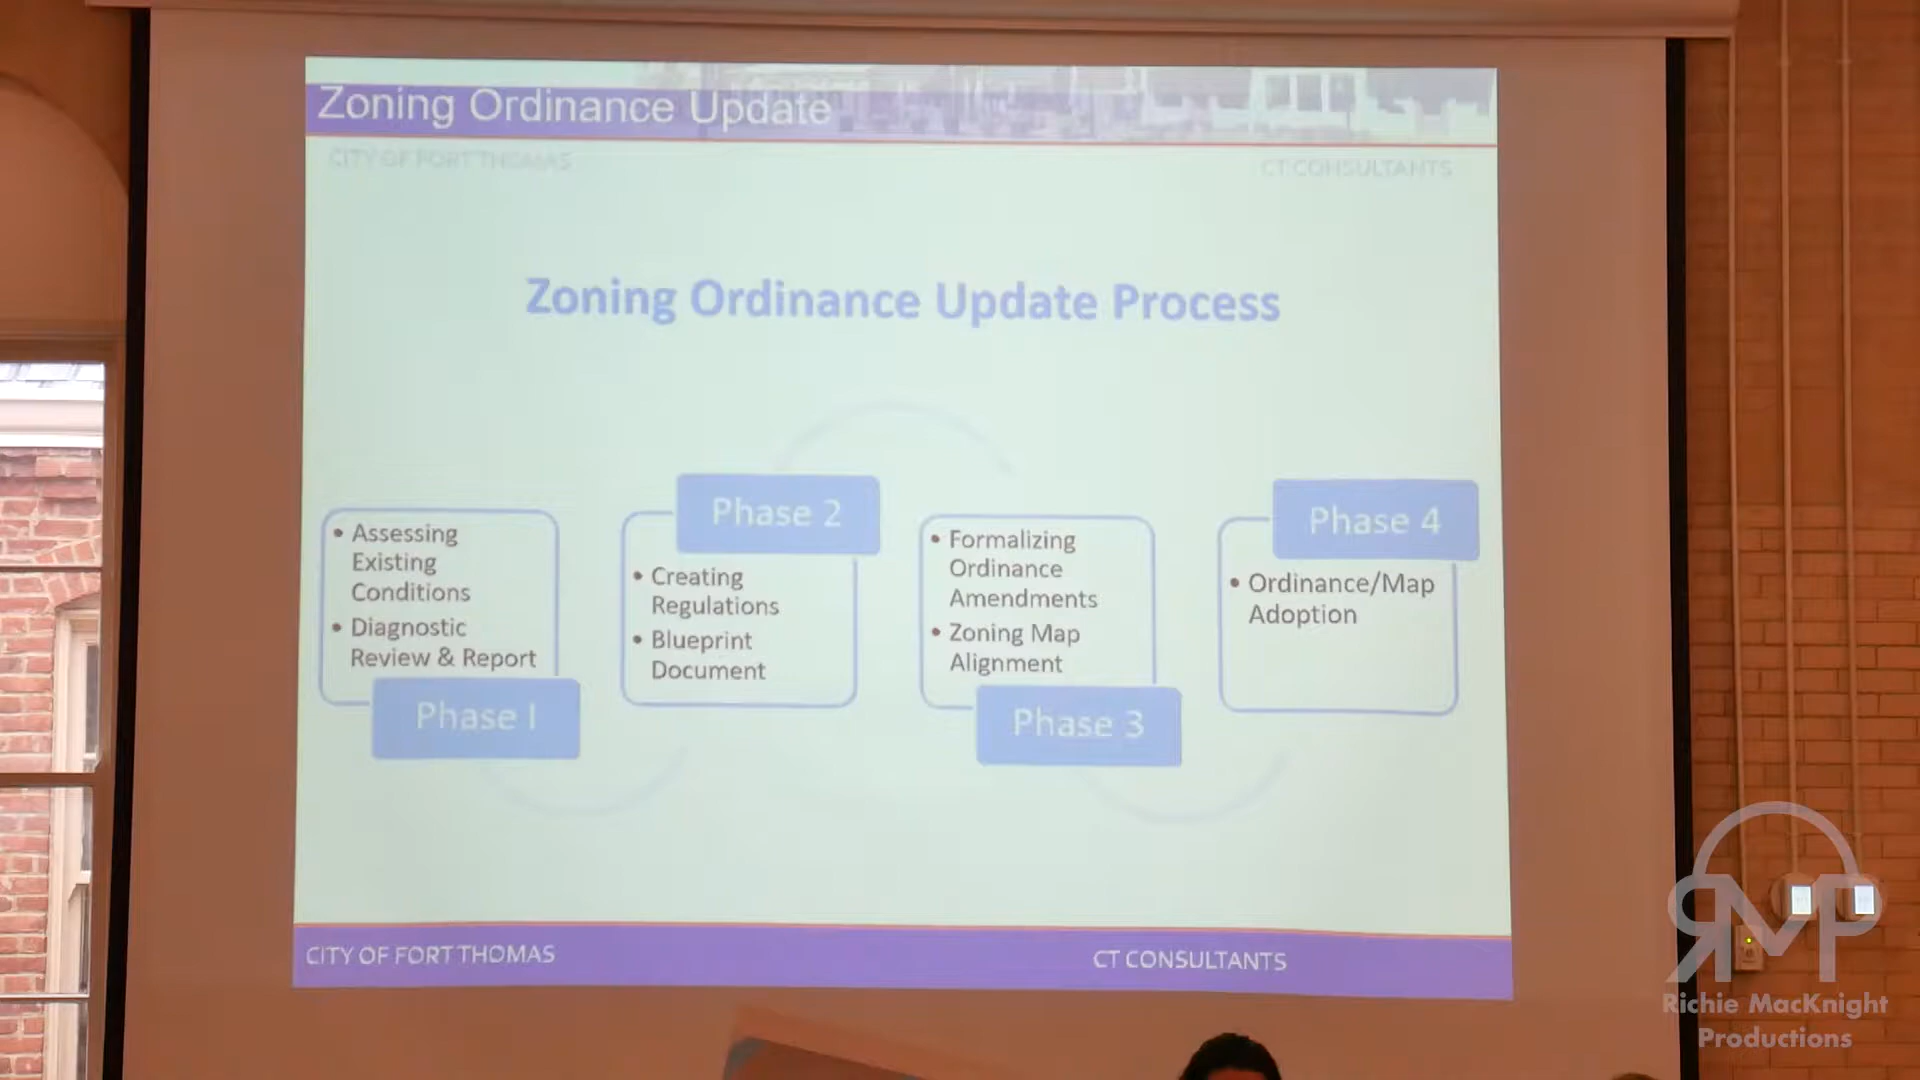 Zoning Ordinance Update
CITY OF FORT THOMAS
CT CONSULTANTS
Zoning Ordinance Update Process
• Assessing
Existing
Conditions
• Diagnostic
Review & Report
Phase 1
Phase 2
• Creating
Regulations
• Blueprint
Document
• Formalizing
Ordinance
Amendments
• Zoning Map
Alignment
Phase 3
Phase 4
• Ordinance/Map
Adoption
CITY OF FORT THOMAS
CT CONSULTANTS
RMP
Richie MacKnight
Productions